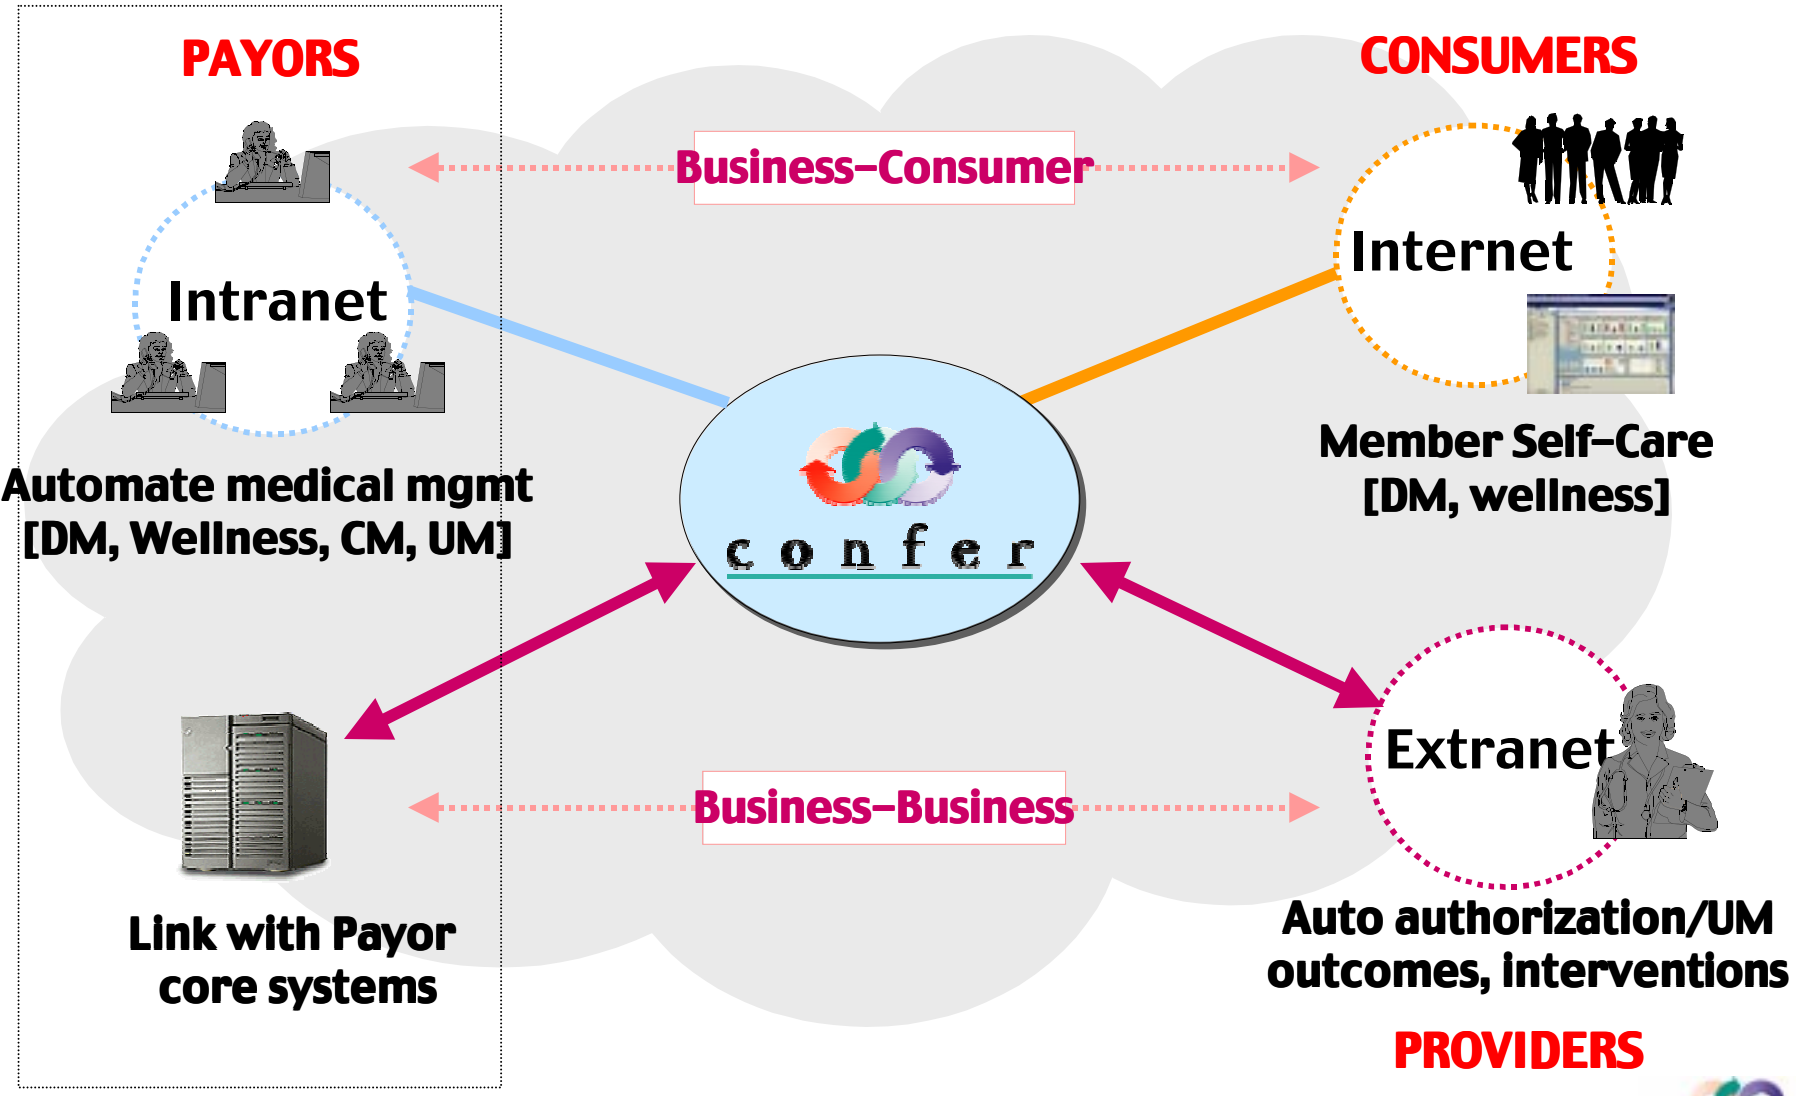 PAYORS
CONSUMERS
Business–Consumer
Internet
Intranet
Member Self–Care
[DM, wellness]
Automate medical mgmt
[DM, Wellness, CM, UM]
confer
Extranet
Business–Business
Link with Payor
core systems
Auto authorization/UM
outcomes, interventions
PROVIDERS